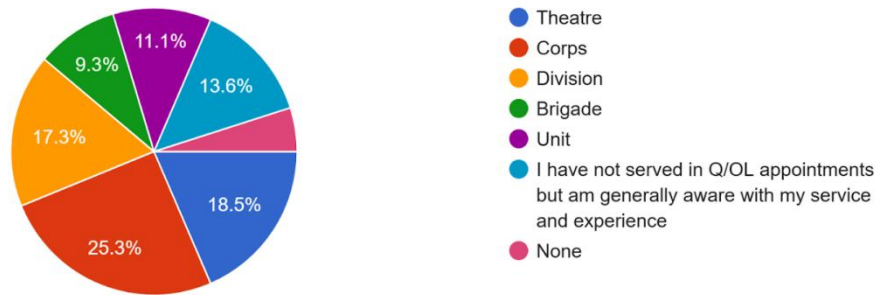 11.1%
9.3%
13.6%
17.3%
18.5%
25.3%
Theatre
Corps
Division
Brigade
Unit
I have not served in Q/OL appointments
but am generally aware with my service
and experience
None